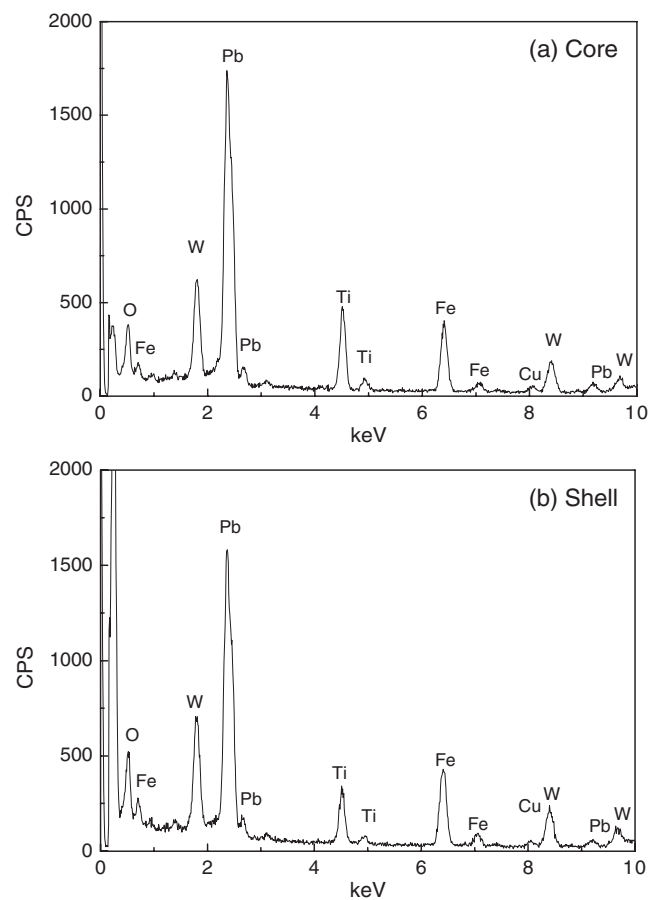 2000
(a) Core
Pb
1500
CPS
1000
W
500
O
Ti
Fe
Fe
Pb
Ti
Fe
Cu
W
Pb
W
0
0 2 4 6 8 10
keV
2000
(b) Shell
Pb
1500
CPS
1000
W
O
500
Fe
Ti
Fe
W
Pb
Ti
Fe
Cu
Pb
W
0
0 2 4 6 8 10
keV